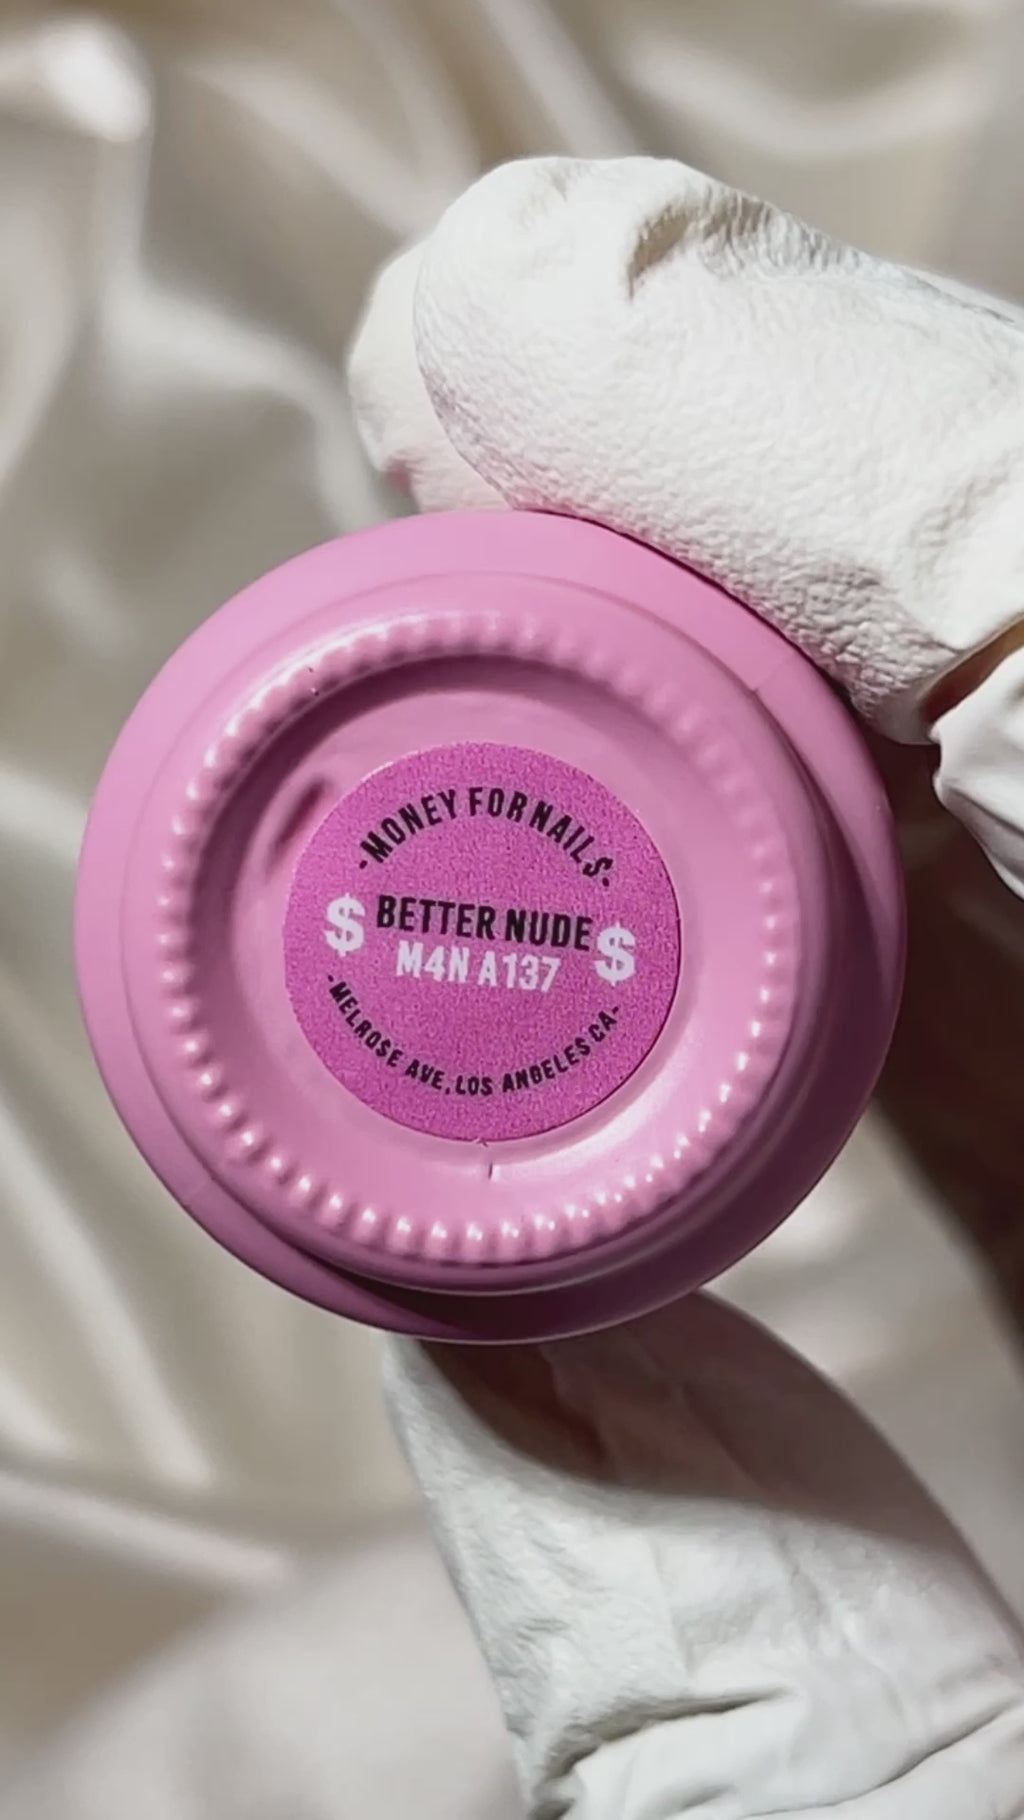 -MONEY FOR NAILS-
$ BETTER NUDE $
M4N A137
-MELROSE AVE, LOS ANGELES CA-